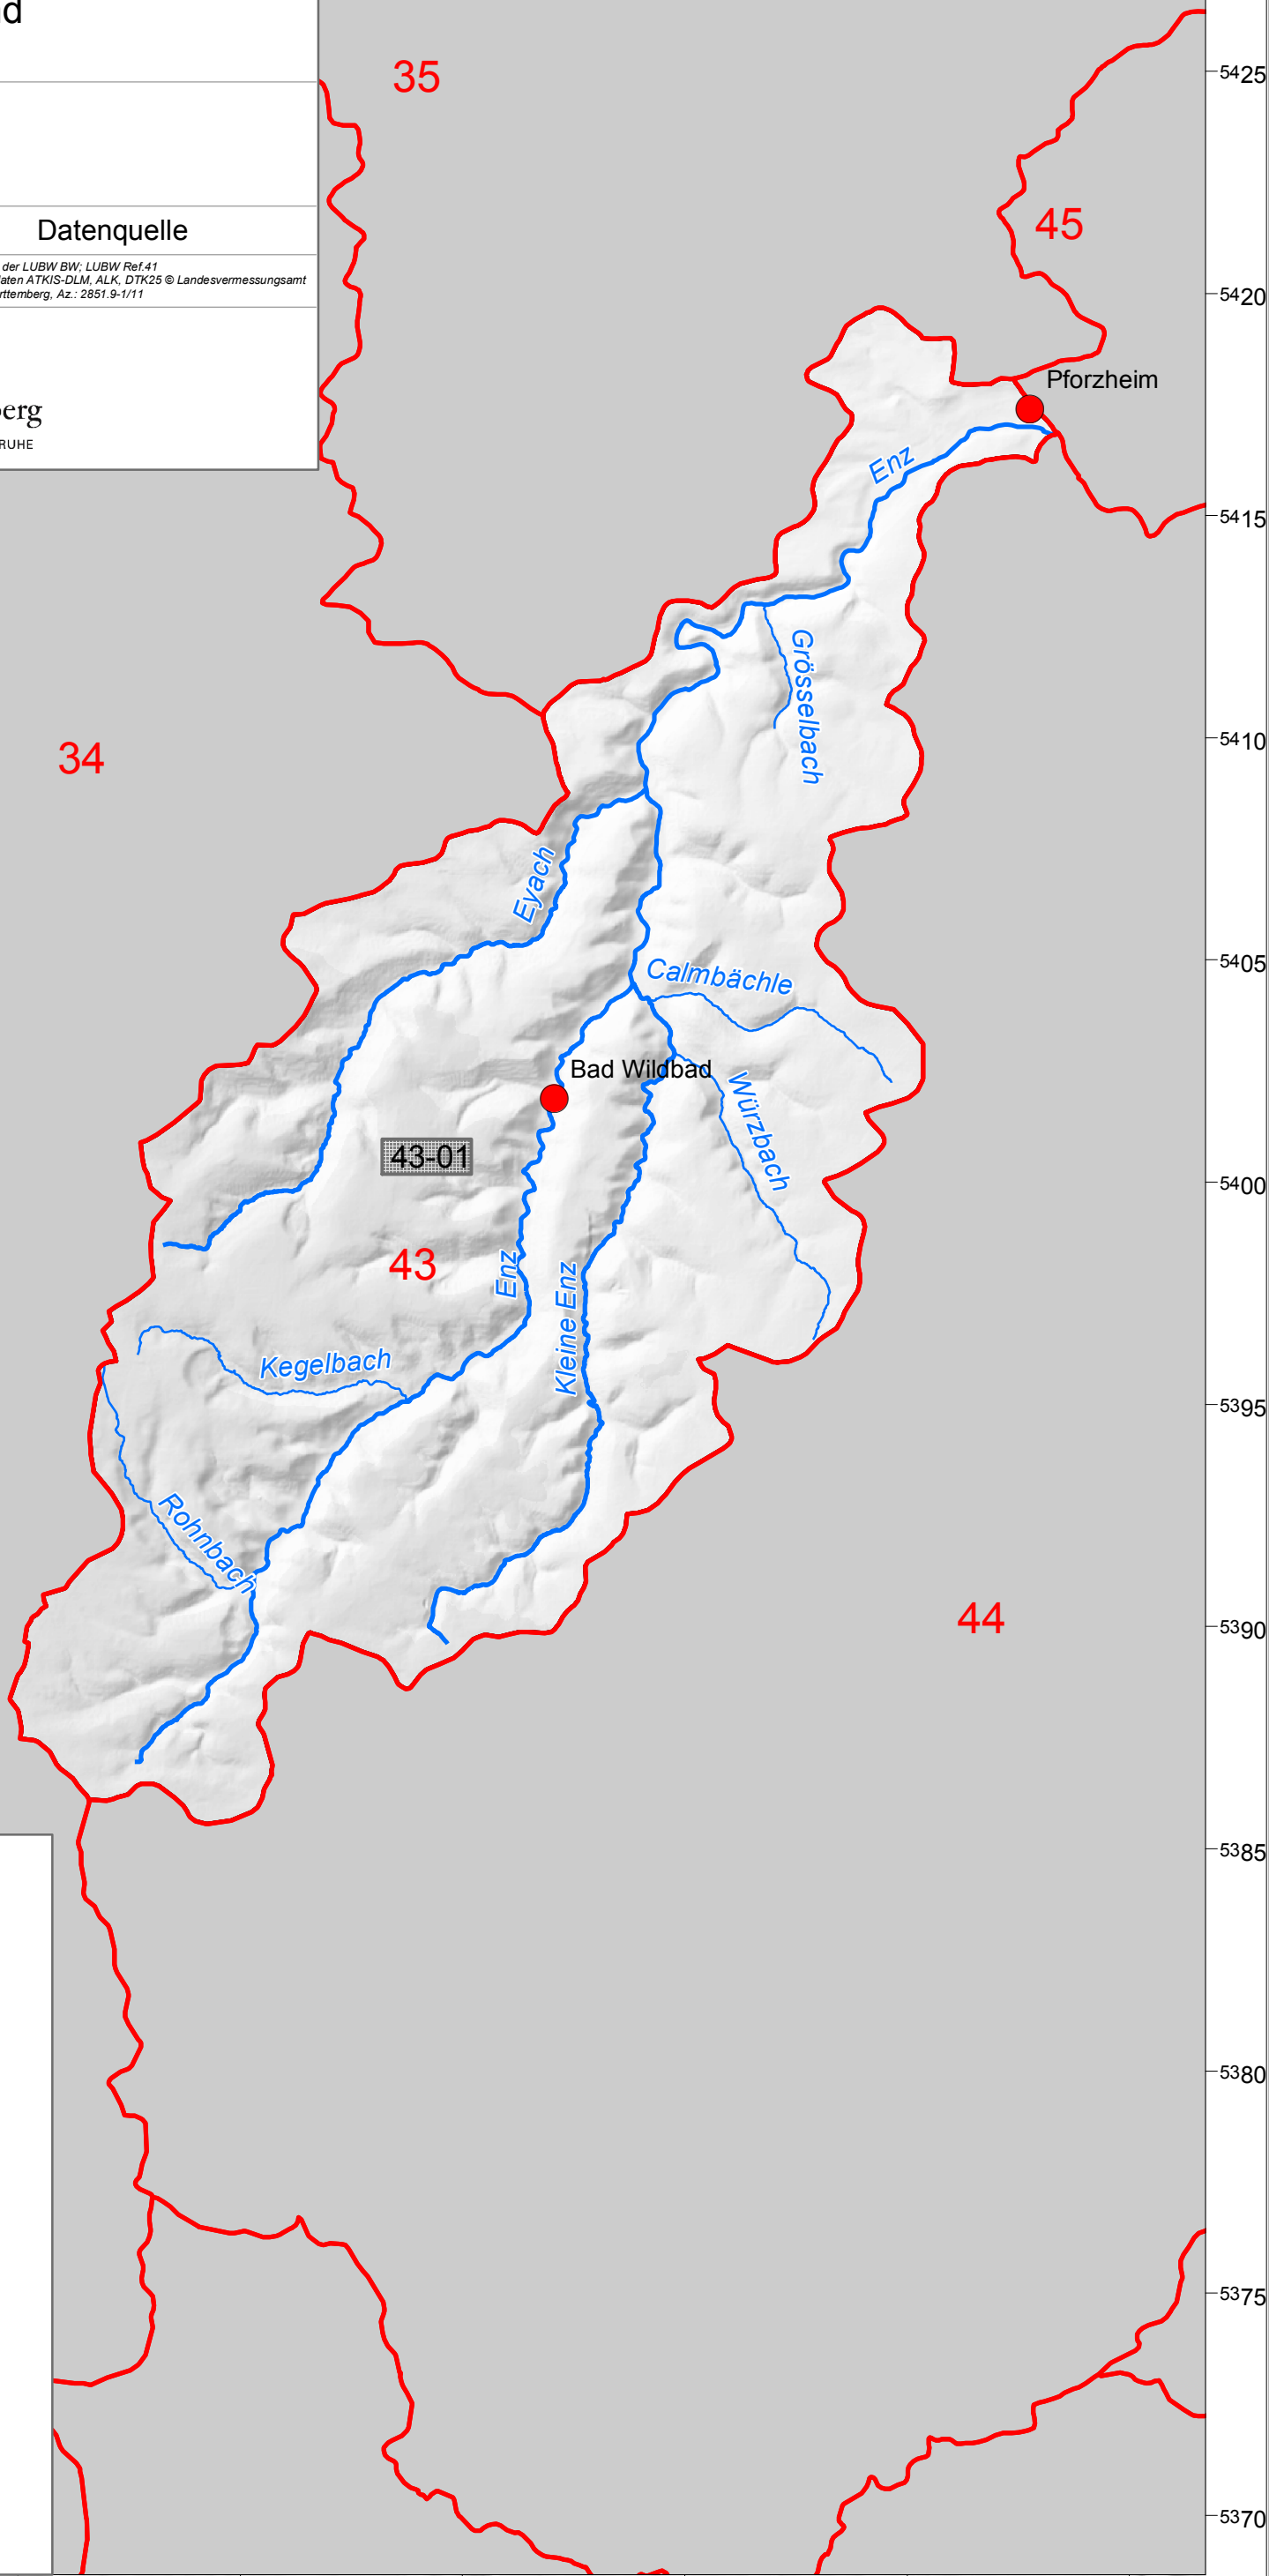 d
35
5425
45
Datenquelle
der LUBW BW; LUBW Ref.41
daten ATKIS-DLM, ALK, DTK25 © Landesvermessungsamt
rttemberg, Az.: 2851.9-1/11
5420
Pforzheim
erg
RUHE
Enz
5415
Grösselbach
34
5410
Eyach
5405
Calmbächle
Bad Wildbad
Würzbach
43-01
5400
43
Enz
Kleine Enz
Kegelbach
5395
Rohnbach
44
5390
5385
5380
5375
5370